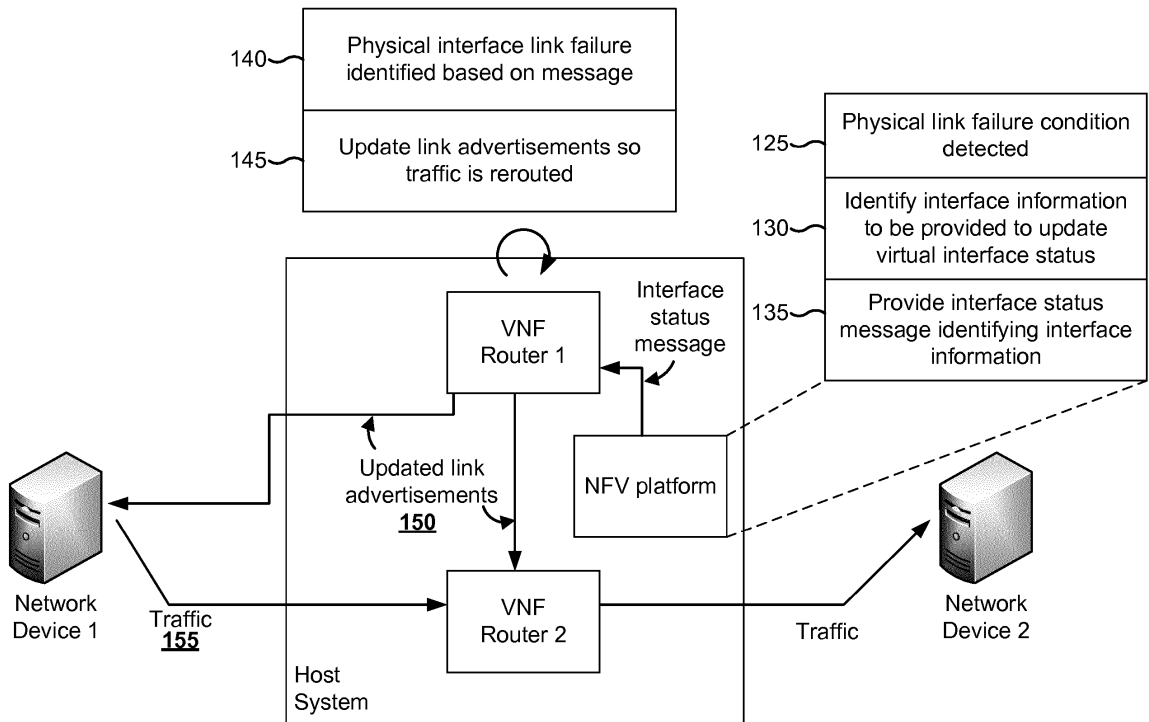 140
Physical interface link failure
identified based on message
145
Update link advertisements so
traffic is rerouted
125
Physical link failure condition
detected
130
Identify interface information
to be provided to update
virtual interface status
135
Provide interface status
message identifying interface
information
VNF
Router 1
Interface
status
message
NFV platform
Updated link
advertisements
150
Network
Device 1
Traffic
155
VNF
Router 2
Traffic
Network
Device 2
Host
System